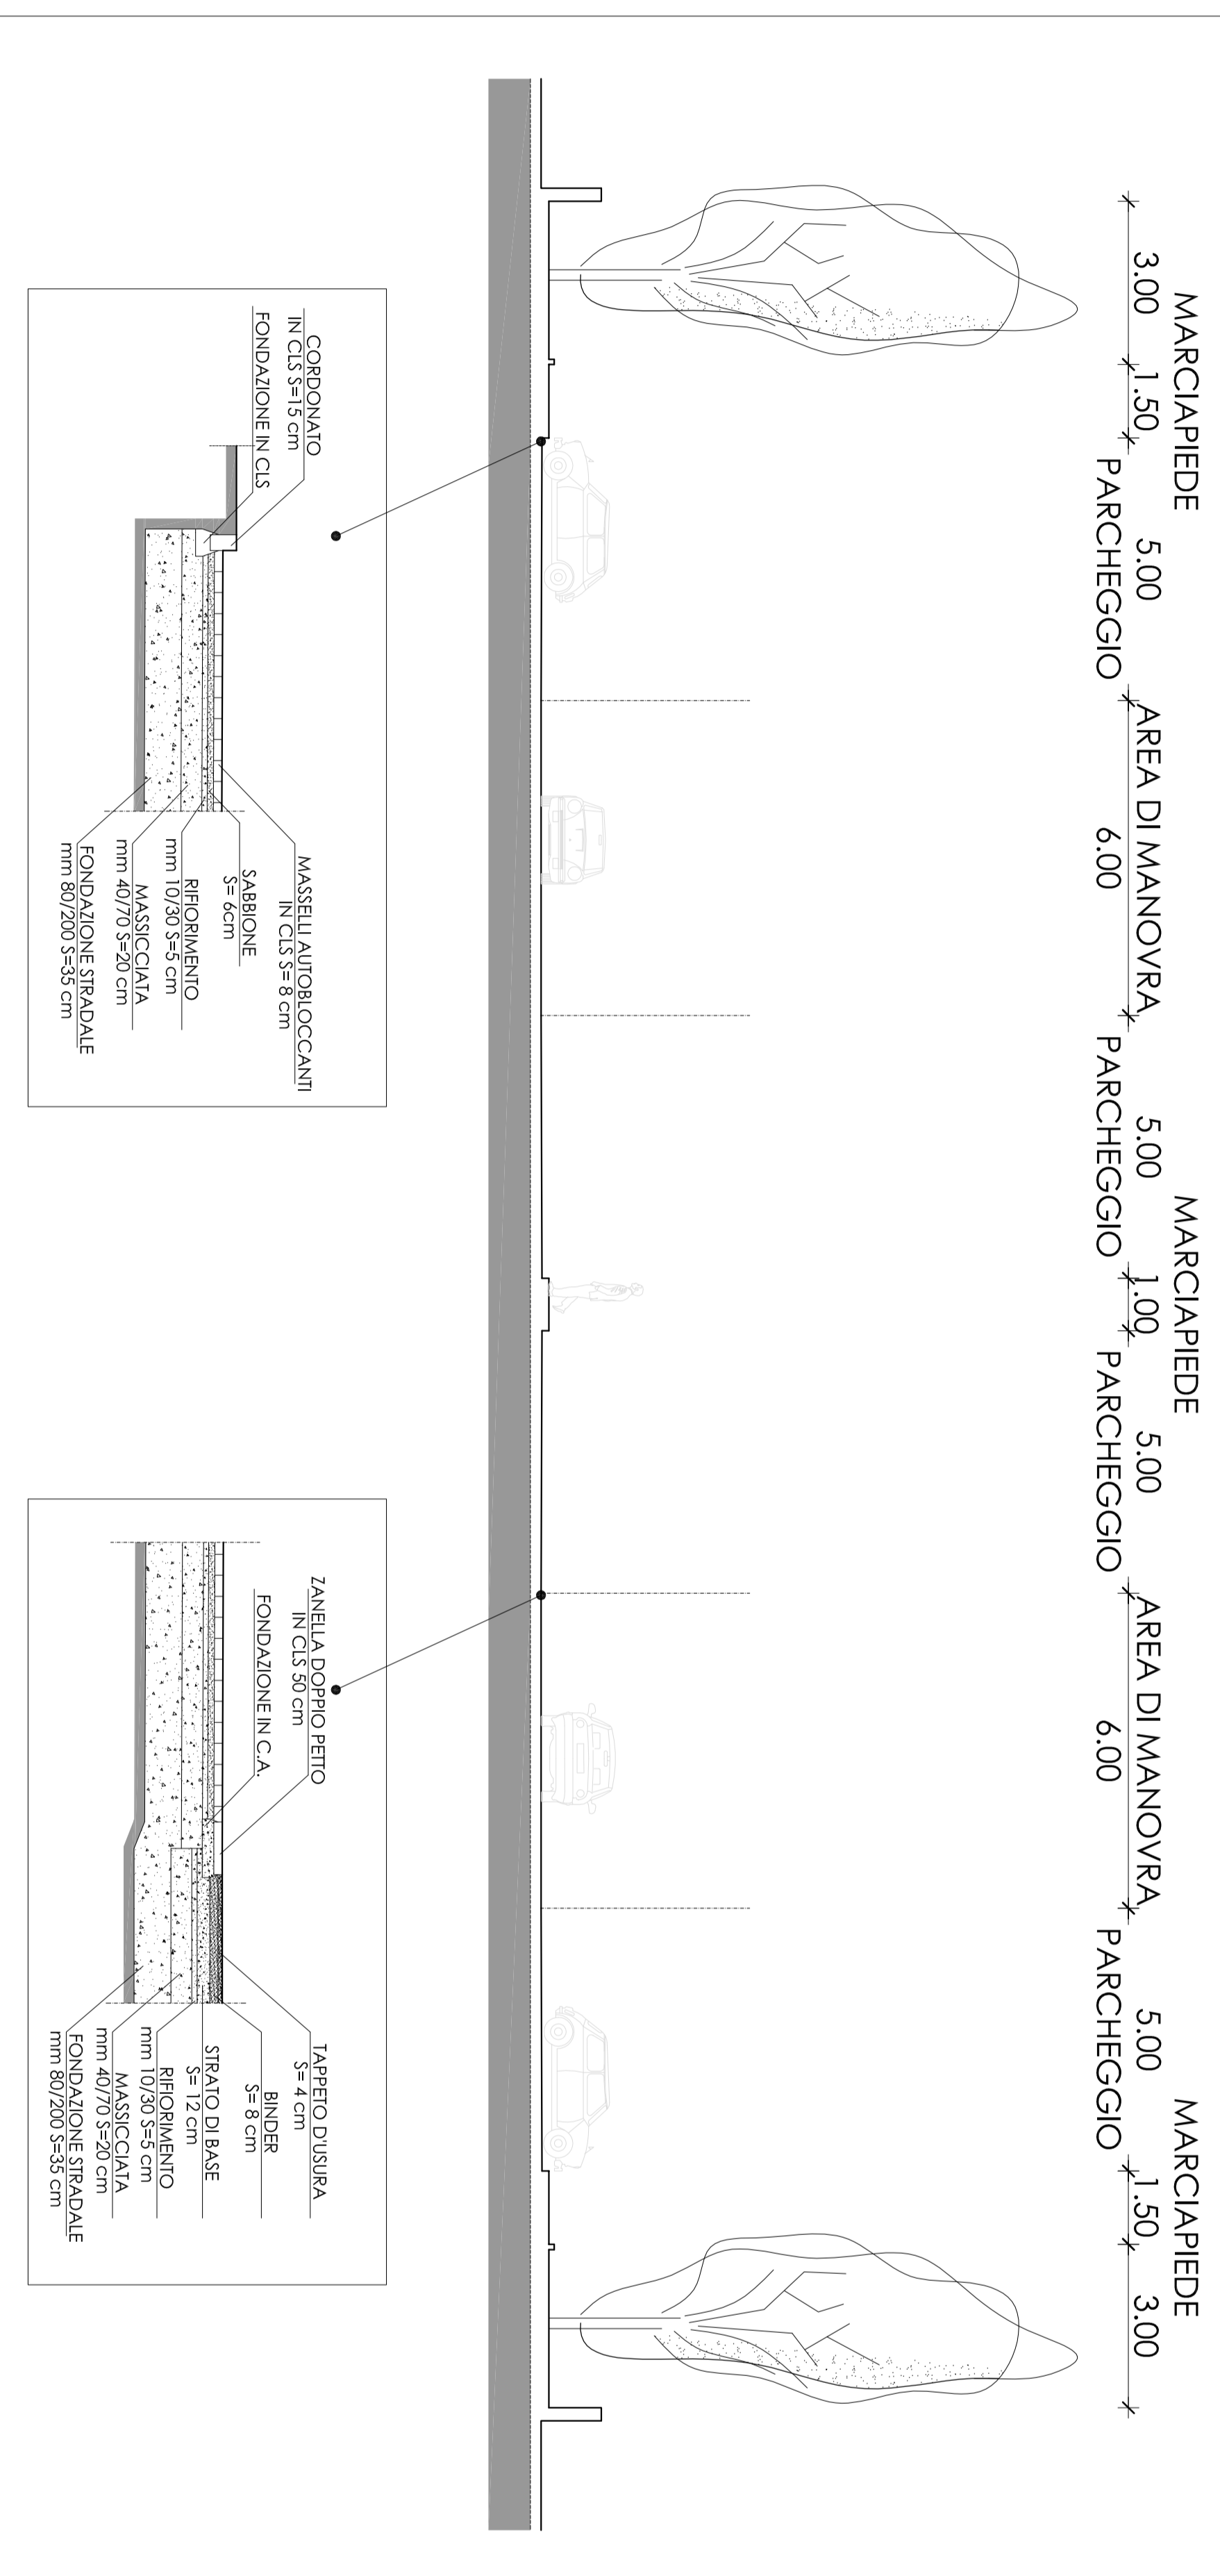 MARCIAPIEDE
MARCIAPIEDE
MARCIAPIEDE
3.00
1.50
5.00
AREA DI MANOVRA
5.00
1.00
5.00
AREA DI MANOVRA
5.00
1.50
3.00
PARCHEGGIO
6.00
PARCHEGGIO
PARCHEGGIO
6.00
PARCHEGGIO
CORDONATO
IN CLS S=15 cm
FONDAZIONE IN CLS
MASSELLI AUTOBLOCCANTI
IN CLS S= 8 cm
SABBIONE
S= 6cm
RIFIORIMENTO
mm 10/30 S=5 cm
MASSICCIATA
mm 40/70 S=20 cm
FONDAZIONE STRADALE
mm 80/200 S=35 cm
ZANELLA DOPPIO PETTO
IN CLS 50 cm
FONDAZIONE IN C.A.
TAPPETO D'USURA
S= 4 cm
BINDER
S= 8 cm
STRATO DI BASE
S= 12 cm
RIFIORIMENTO
mm 10/30 S=5 cm
MASSICCIATA
mm 40/70 S=20 cm
FONDAZIONE STRADALE
mm 80/200 S=35 cm